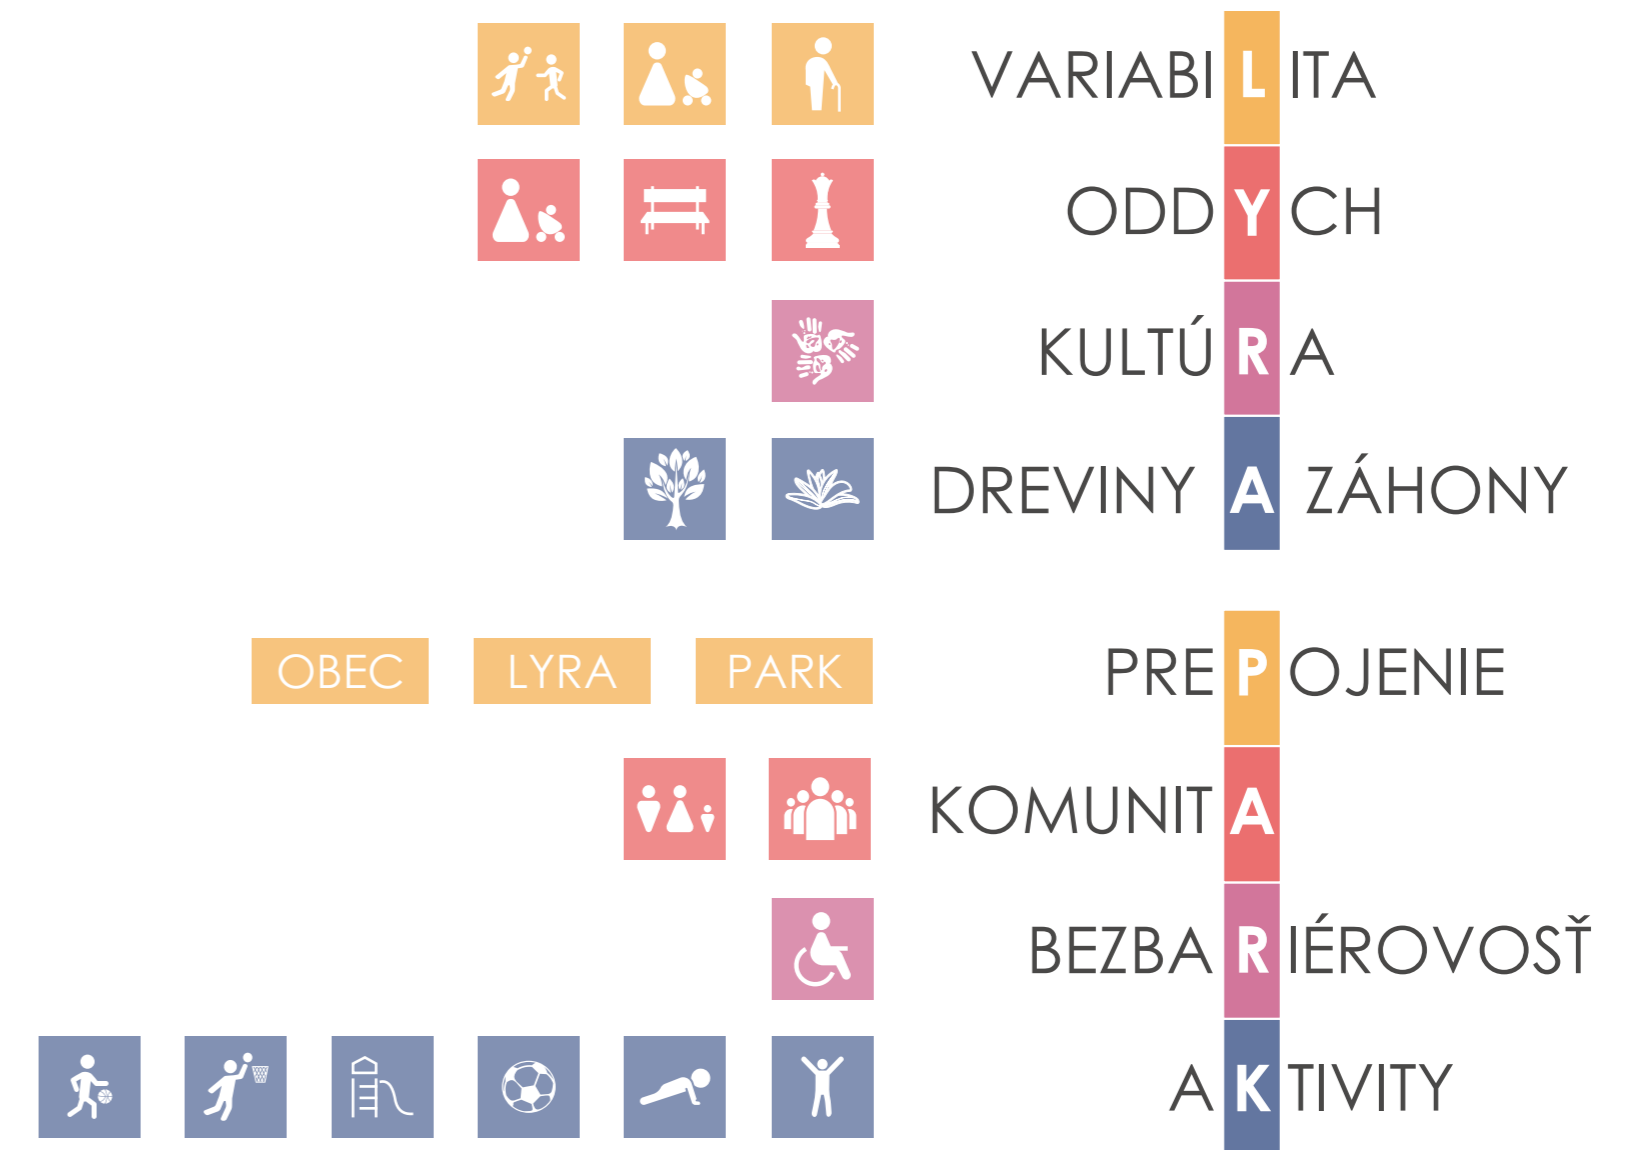 VARIABILITA
ODDYCH
KULTÚRA
DREVINY A ZÁHONY
OBEC LYRA PARK PREPOJENIE
KOMUNITA
BEZBARIÉROVOSŤ
AKTIVITY